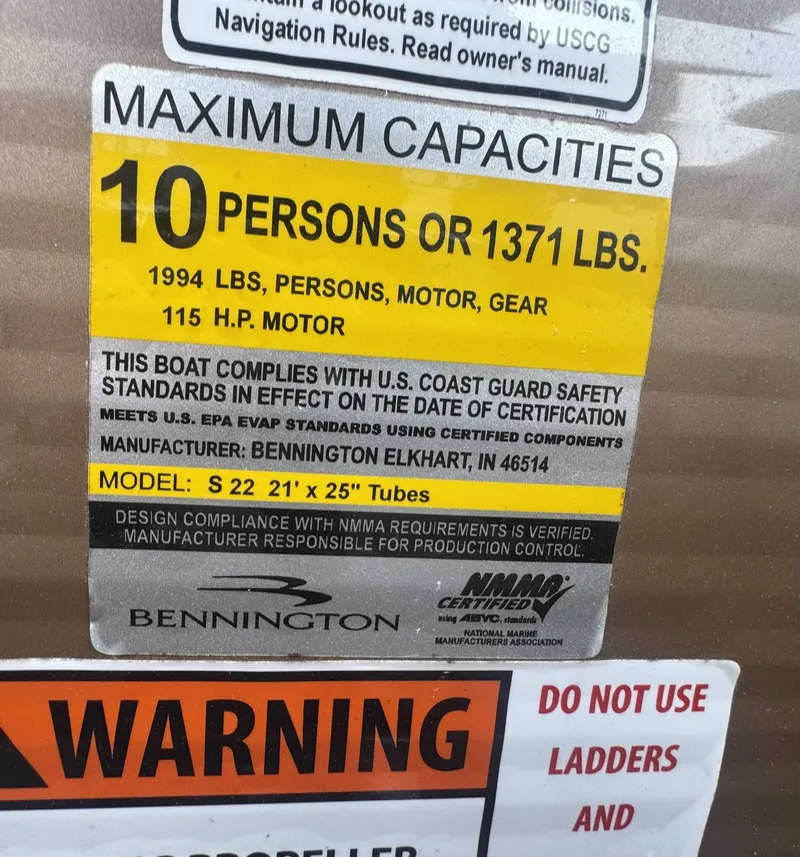 a lookout as required by USCG
Navigation Rules. Read owner's manual.
7271
MAXIMUM CAPACITIES
10 PERSONS OR 1371 LBS.
1994 LBS, PERSONS, MOTOR, GEAR
115 H.P. MOTOR
THIS BOAT COMPLIES WITH U.S. COAST GUARD SAFETY
STANDARDS IN EFFECT ON THE DATE OF CERTIFICATION
MEETS U.S. EPA EVAP STANDARDS USING CERTIFIED COMPONENTS
MANUFACTURER: BENNINGTON ELKHART, IN 46514
MODEL: S 22 21' x 25" Tubes
DESIGN COMPLIANCE WITH NMMA REQUIREMENTS IS VERIFIED.
MANUFACTURER RESPONSIBLE FOR PRODUCTION CONTROL.
BENNINGTON
NMMA
CERTIFIED
using ABYC. standards
NATIONAL MARINE
MANUFACTURERS ASSOCIATION
WARNING
DO NOT USE
LADDERS
AND
PROPELLER